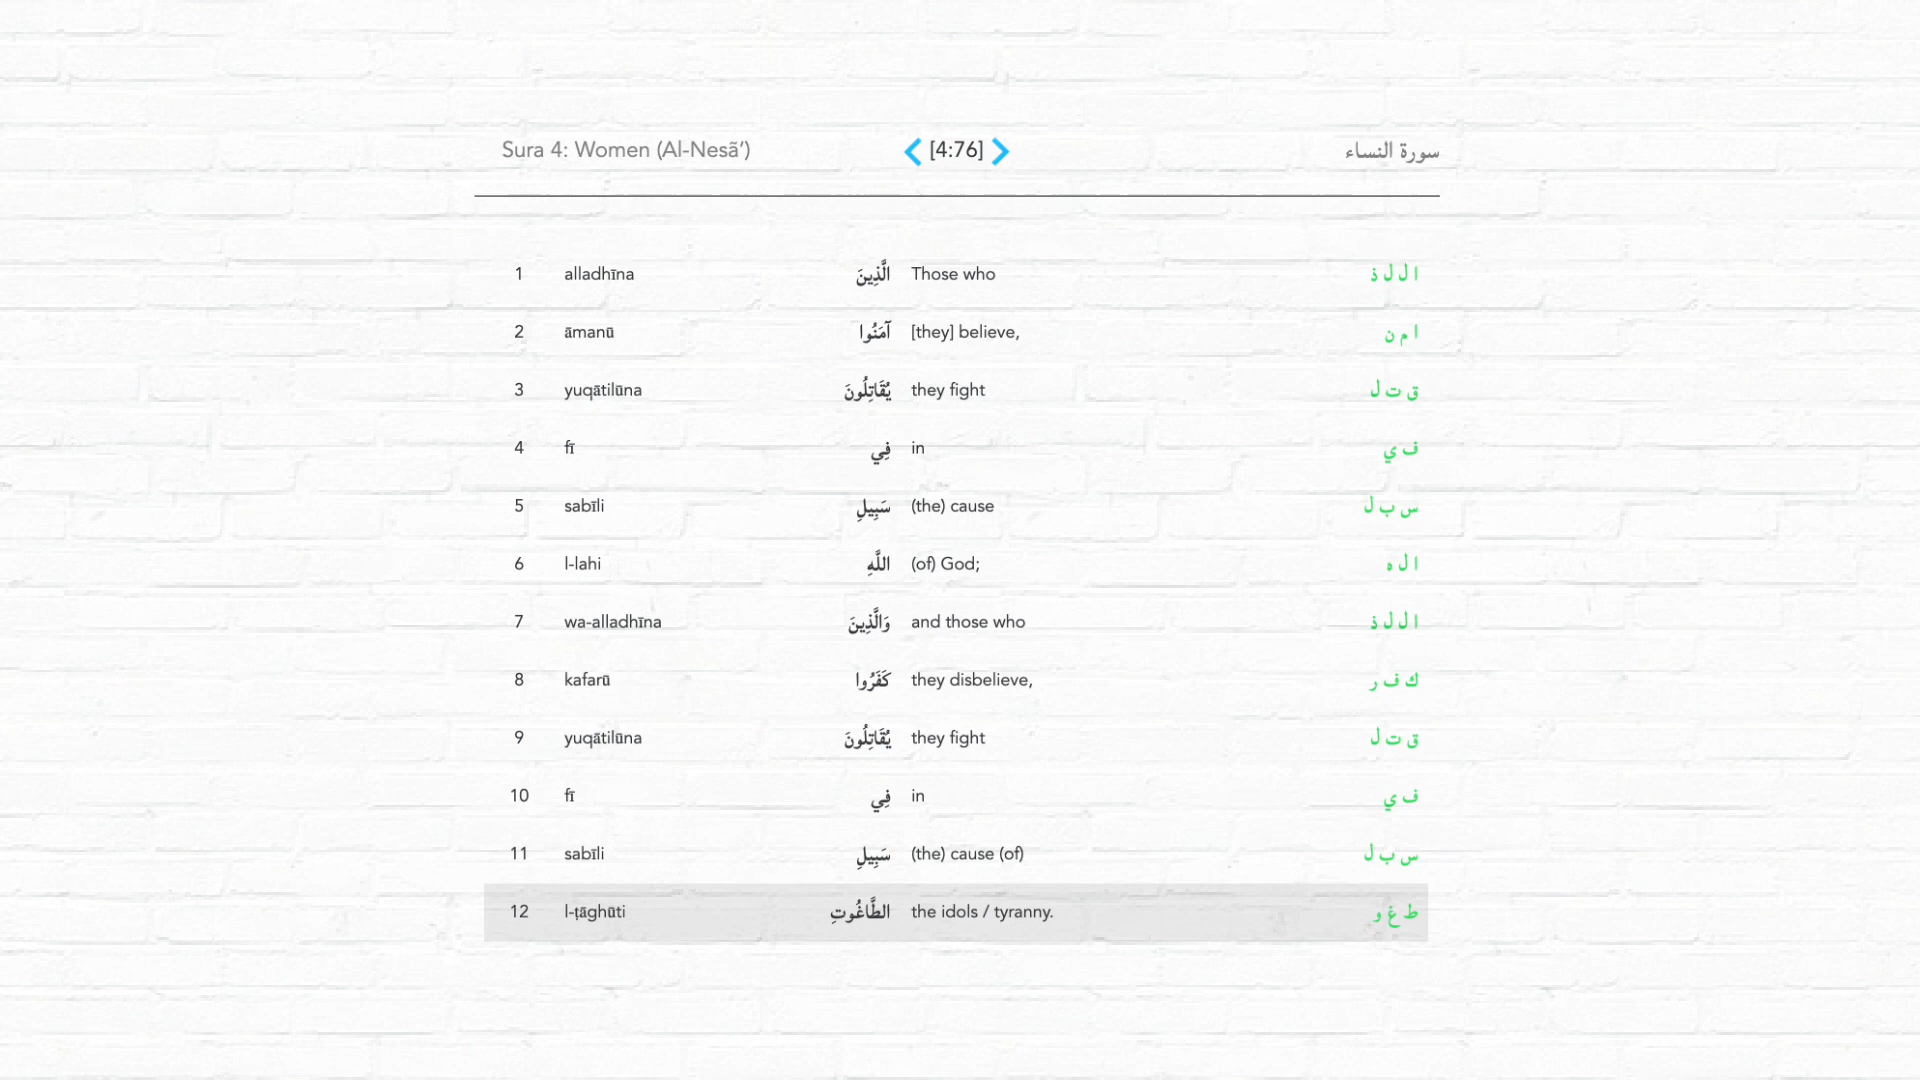 Sura 4: Women (Al-Nesā’) [4:76] سورة النساء
1 alladhīna الَّذِينَ Those who ا ل ل ذ
2 āmanū آمَنُوا [they] believe, ا م ن
3 yuqātilūna يُقَاتِلُونَ they fight ق ت ل
4 fī فِي in ف ي
5 sabīli سَبِيلِ (the) cause س ب ل
6 l-lahi اللَّهِ (of) God; ا ل ه
7 wa-alladhīna وَالَّذِينَ and those who ا ل ل ذ
8 kafarū كَفَرُوا they disbelieve, ك ف ر
9 yuqātilūna يُقَاتِلُونَ they fight ق ت ل
10 fī فِي in ف ي
11 sabīli سَبِيلِ (the) cause (of) س ب ل
12 l-ṭāghūti الطَّاغُوتِ the idols / tyranny. ط غ و